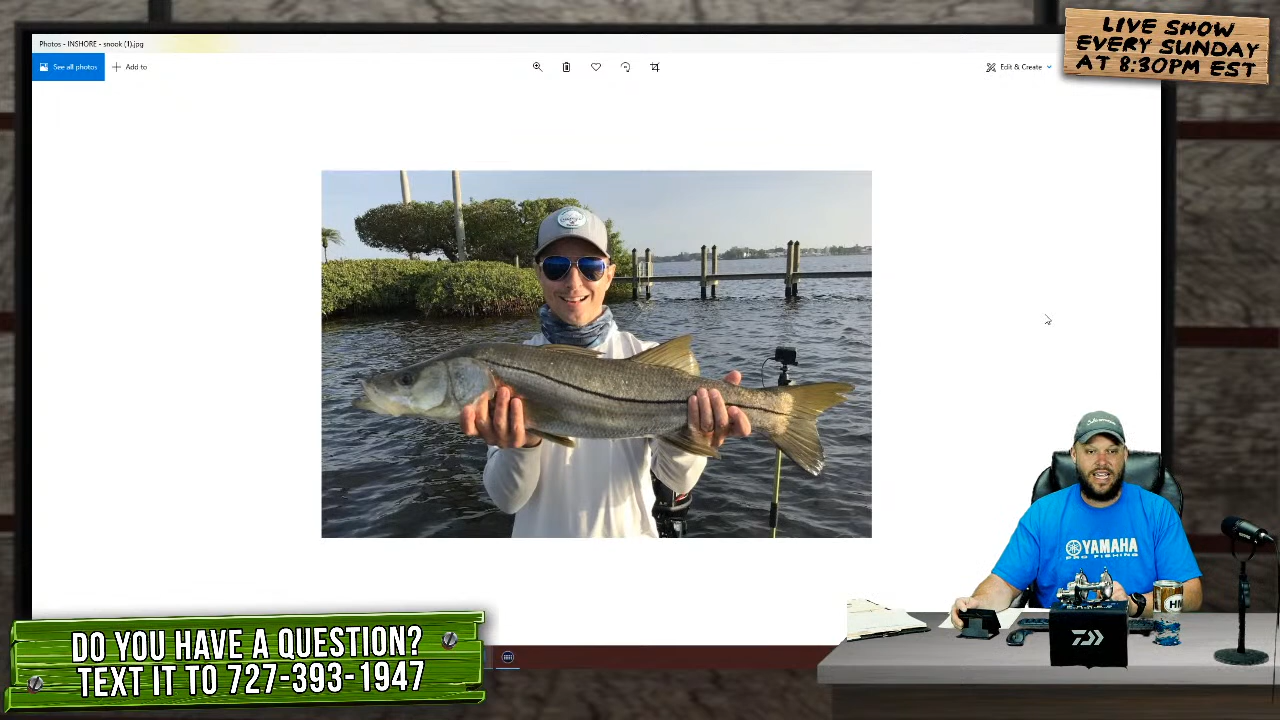 LIVE SHOW
EVERY SUNDAY
AT 8:30PM EST
Photos - INSHORE - snook (1).jpg
See all photos
Add to
Edit & Create
YAMAHA
PRO FISHING
HM
DO YOU HAVE A QUESTION?
TEXT IT TO 727-393-1947